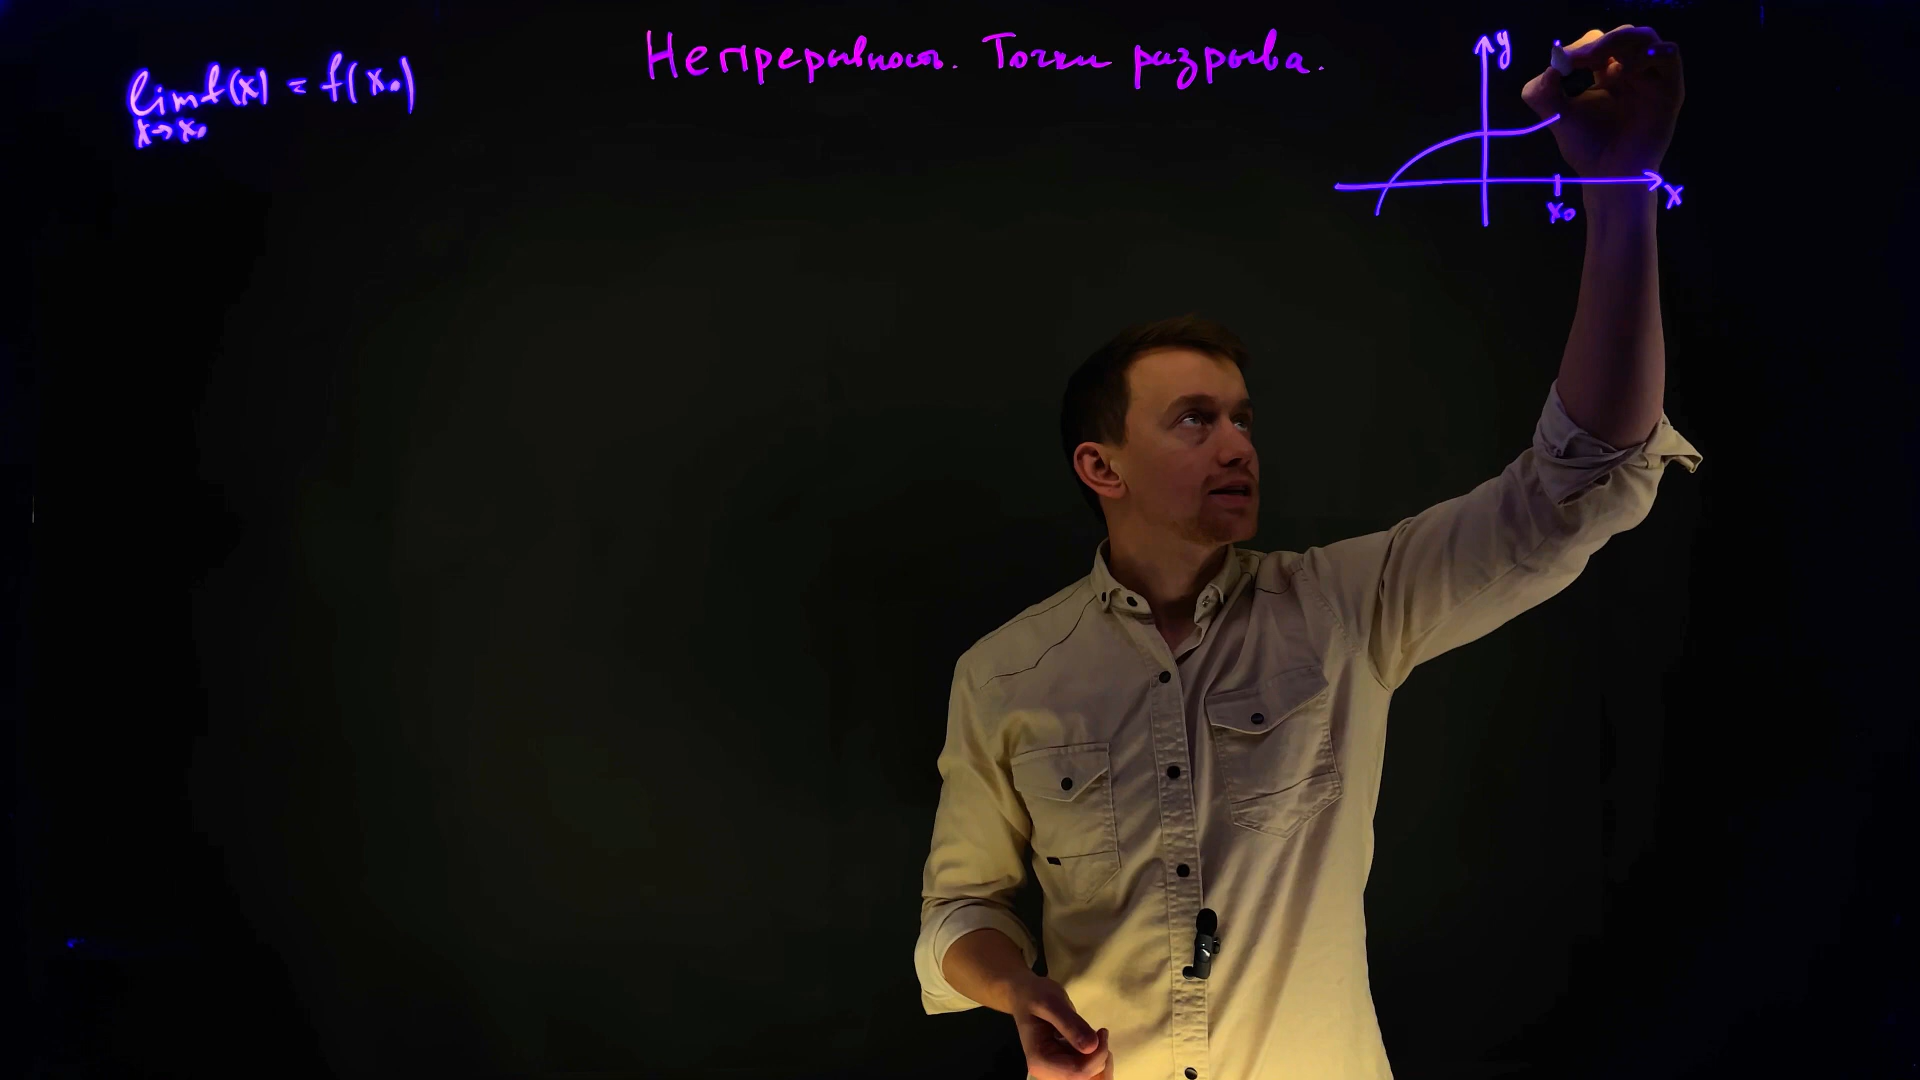 Непрерывность. Точки разрыва.
lim f(x) = f(x₀)
x→x₀
y
x₀
x